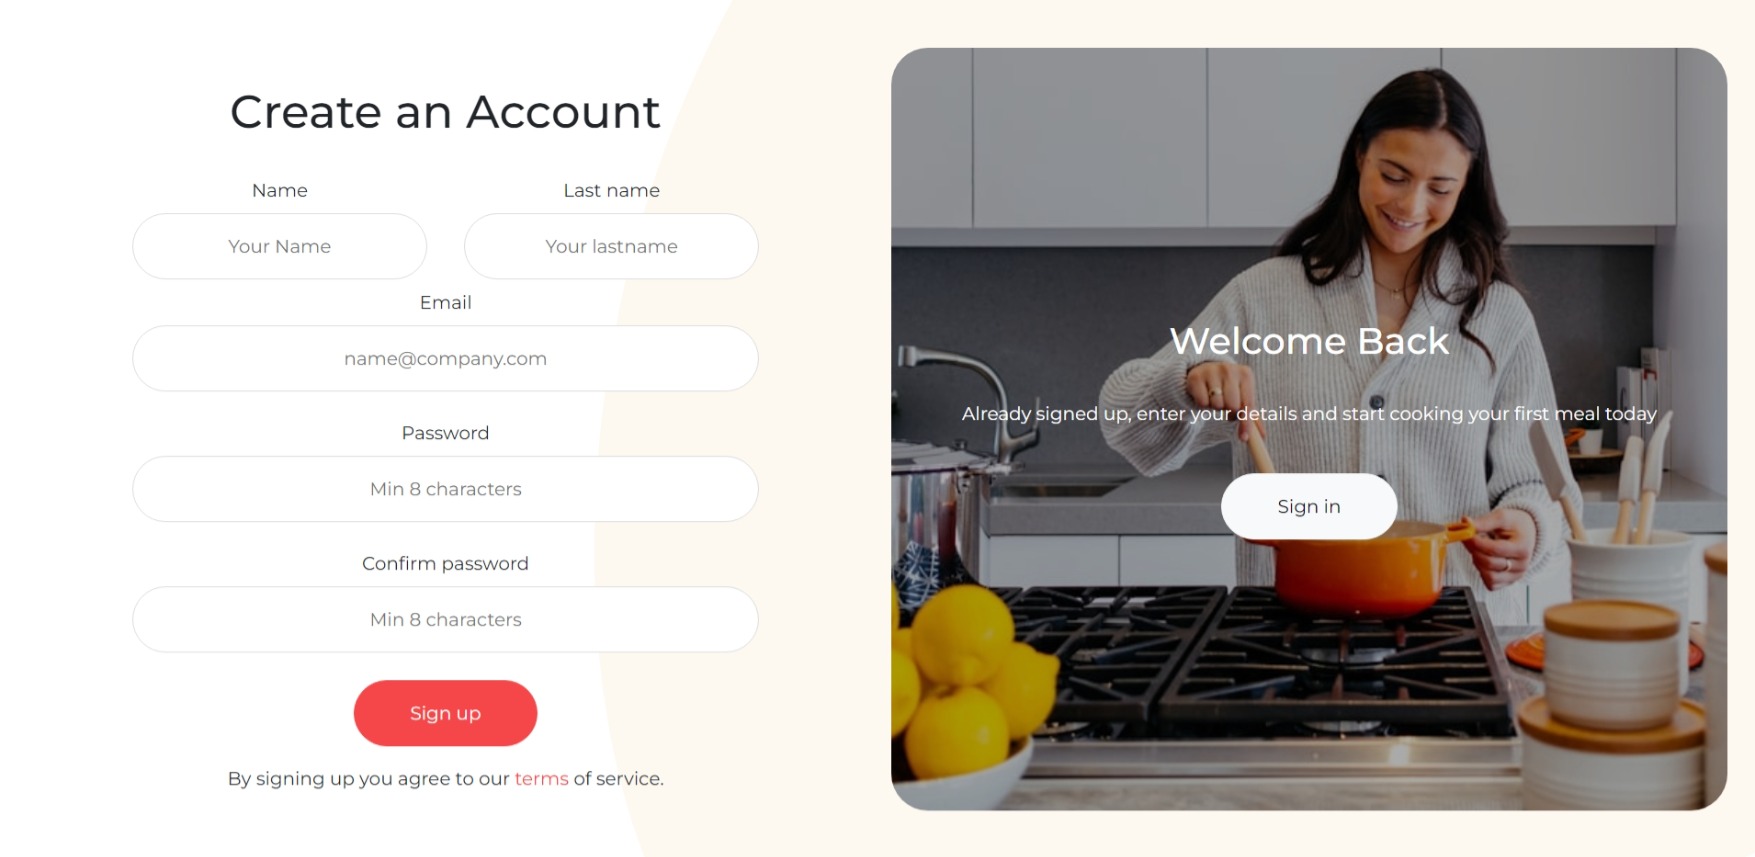 Create an Account
Name
Last name
Your Name
Your lastname
Email
name@company.com
Password
Min 8 characters
Confirm password
Min 8 characters
Sign up
By signing up you agree to our terms of service.
Welcome Back
Already signed up, enter your details and start cooking your first meal today
Sign in